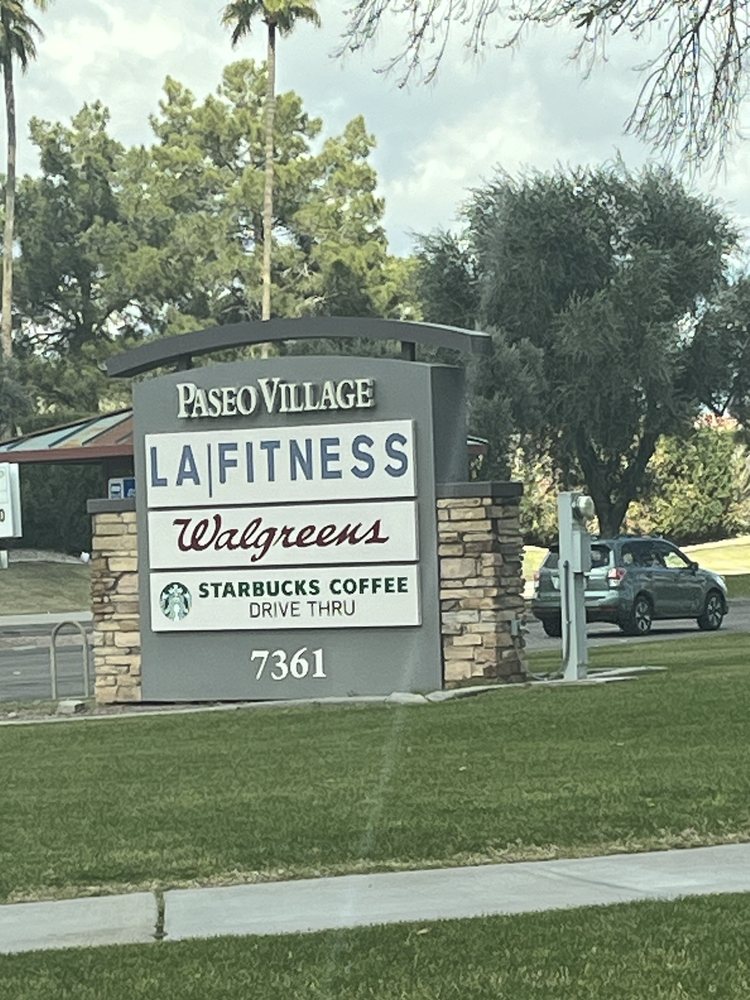 PASEO VILLAGE
LA|FITNESS
Walgreens
STARBUCKS COFFEE
DRIVE THRU
7361